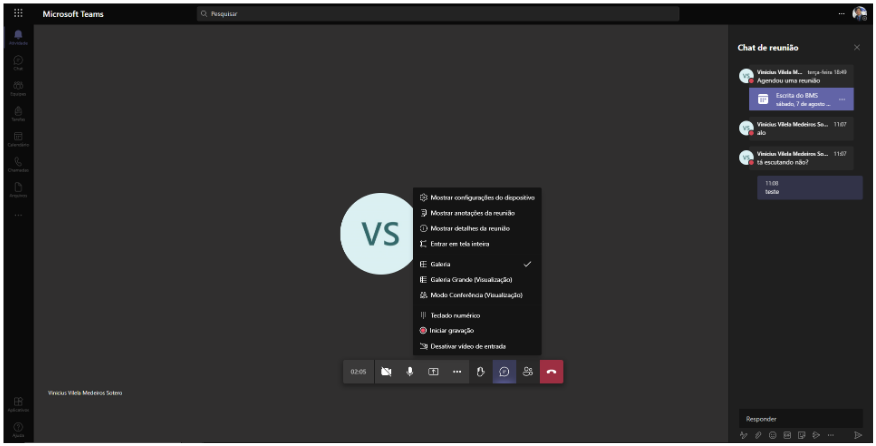 Microsoft Teams
Pesquisar
Atividade
Chat
Equipes
Calendário
Chamadas
Arquivos
Aplicativos
Ajuda
VS
Vinicius Vilela Medeiros Sotero
Mostrar configurações do dispositivo
Mostrar anotações da reunião
Mostrar detalhes da reunião
Entrar em tela inteira
Galeria
Galeria Grande (Visualização)
Modo Conferência (Visualização)
Teclado numérico
Iniciar gravação
Desativar vídeo de entrada
02:05
Chat de reunião
VS
Vinicius Vilela M... terça-feira 18:49
Agendou uma reunião
Escrita do BMS
sábado, 7 de agosto ...
VS
Vinicius Vilela Medeiros So... 11:07
alo
VS
Vinicius Vilela Medeiros So... 11:07
tá escutando não?
11:08
teste
Responder